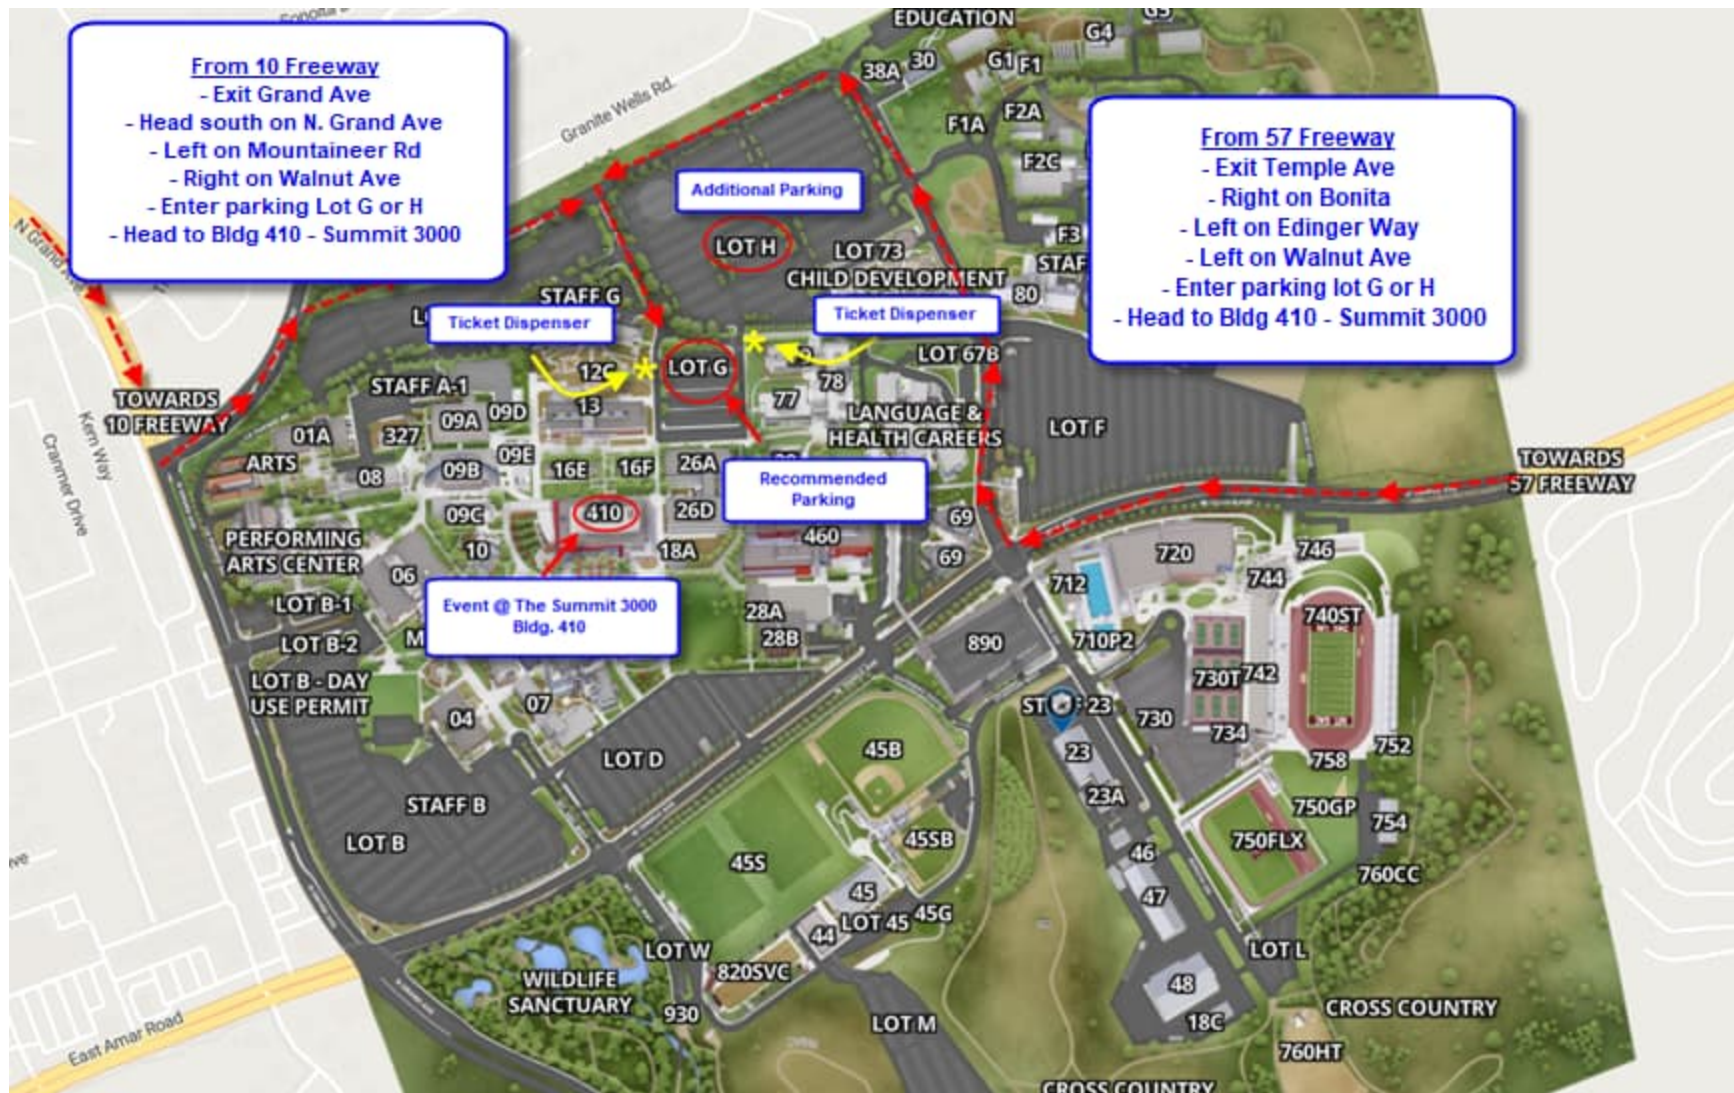 Granite Wells Rd.
From 10 Freeway
- Exit Grand Ave
- Head south on N. Grand Ave
- Left on Mountaineer Rd
- Right on Walnut Ave
- Enter parking Lot G or H
- Head to Bldg 410 - Summit 3000
EDUCATION
G4
38A
30
G1
F1
F2A
F1A
F2C
F3
From 57 Freeway
- Exit Temple Ave
- Right on Bonita
- Left on Edinger Way
- Left on Walnut Ave
- Enter parking lot G or H
- Head to Bldg 410 - Summit 3000
Additional Parking
LOT H
LOT 73
CHILD DEVELOPMENT
80
STAFF G
Ticket Dispenser
Ticket Dispenser
*
*
LOT G
LOT 67B
12C
13
77
78
LANGUAGE &
HEALTH CAREERS
LOT F
TOWARDS
10 FREEWAY
Kern Way
Cranmer Drive
STAFF A-1
01A
327
09A
09D
ARTS
08
09B
09E
16E
16F
26A
Recommended
Parking
TOWARDS
57 FREEWAY
09C
410
26D
10
18A
460
69
69
PERFORMING
ARTS CENTER
06
LOT B-1
LOT B-2
LOT B - DAY
USE PERMIT
Event @ The Summit 3000
Bldg. 410
28A
28B
890
720
746
744
712
710P2
740ST
742
730T
730
734
758
752
04
07
LOT D
STAFF B
LOT B
45B
45SB
45S
45
LOT 45
45G
44
23
23A
46
47
750GP
754
750FLX
760CC
LOT W
820SVC
WILDLIFE
SANCTUARY
930
LOT M
48
18C
LOT L
CROSS COUNTRY
760HT
East Amar Road
CROSS COUNTRY